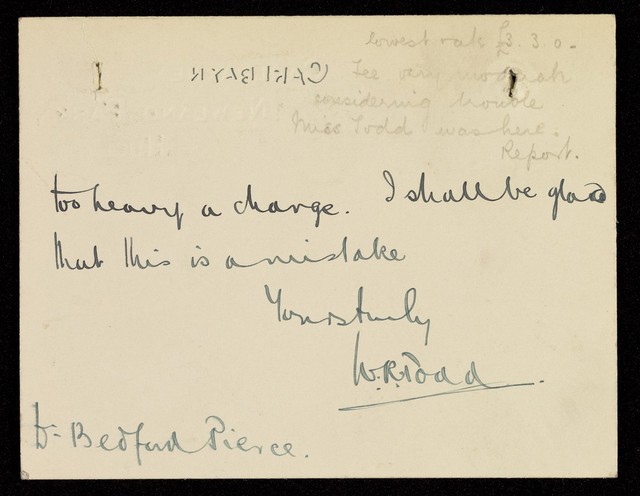 lowest rate £3. 3. 0 -
Fee very moderate
considering trouble.
Miss Todd was here.
Report.
too heavy a charge. I shall be glad
that this is a mistake
Yours truly
W.R. Todd.
Dr Bedford Pierce.